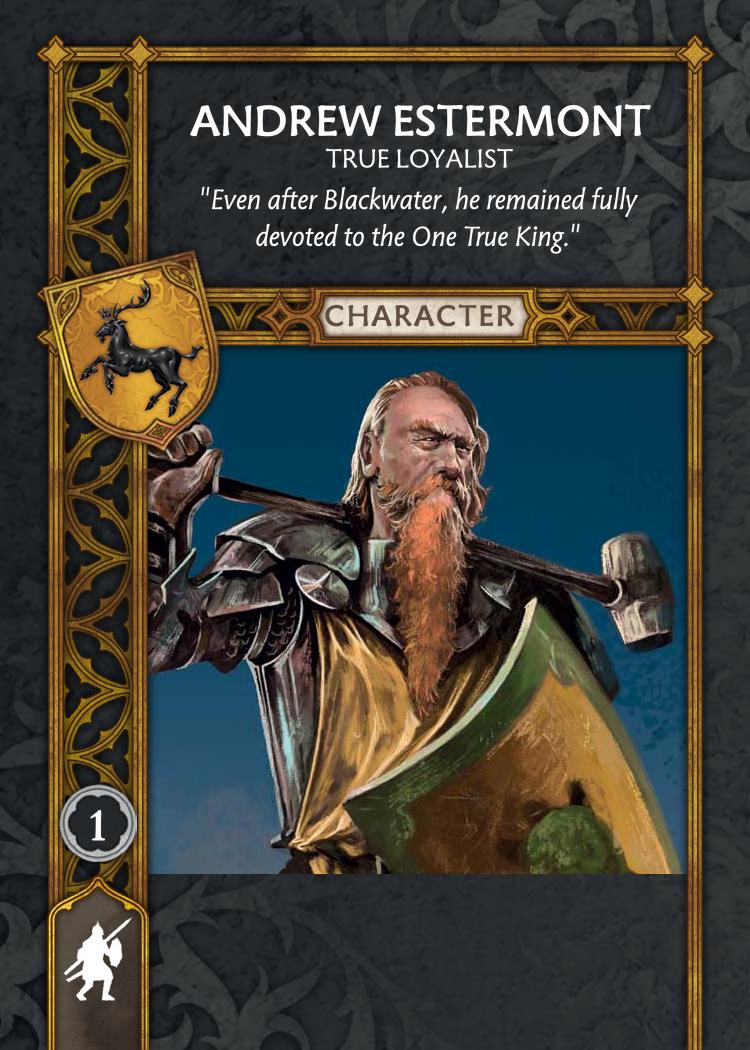 ANDREW ESTERMONT
TRUE LOYALIST
"Even after Blackwater, he remained fully
devoted to the One True King."
CHARACTER
1